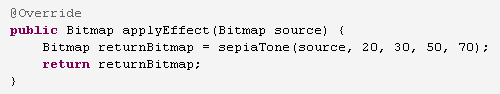 @Override
public Bitmap applyEffect(Bitmap source) {
    Bitmap returnBitmap = sepiaTone(source, 20, 30, 50, 70);
    return returnBitmap;
}